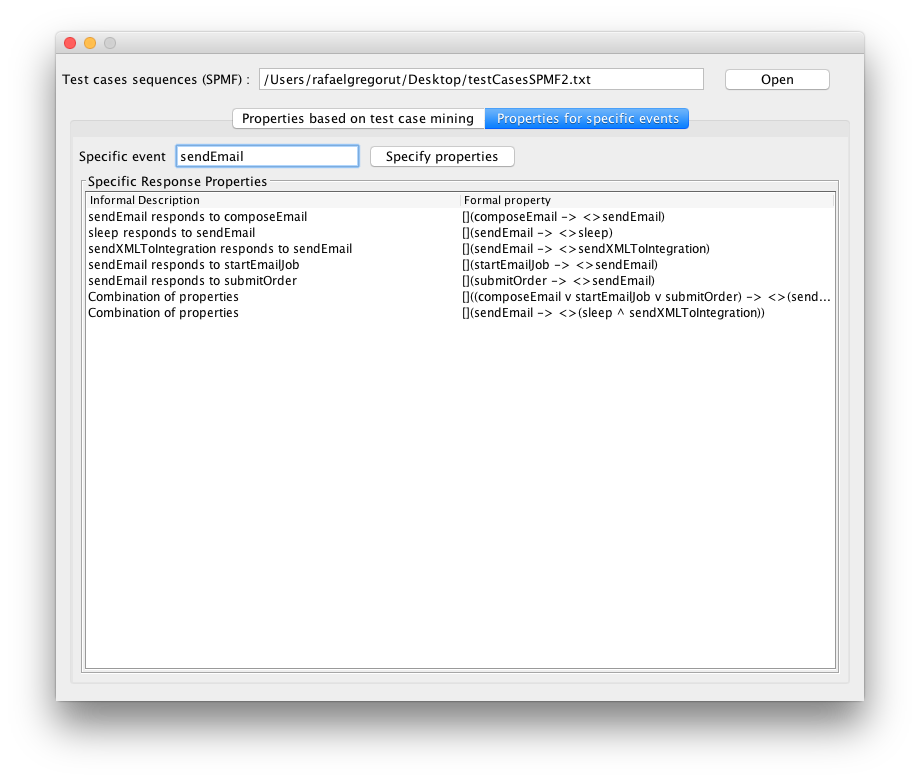 Test cases sequences (SPMF) : /Users/rafaelgregorut/Desktop/testCasesSPMF2.txt Open
Properties based on test case mining Properties for specific events
Specific event sendEmail Specify properties
Specific Response Properties
Informal Description Formal property
sendEmail responds to composeEmail [](composeEmail -> <>sendEmail)
sleep responds to sendEmail [](sendEmail -> <>sleep)
sendXMLToIntegration responds to sendEmail [](sendEmail -> <>sendXMLToIntegration)
sendEmail responds to startEmailJob [](startEmailJob -> <>sendEmail)
sendEmail responds to submitOrder [](submitOrder -> <>sendEmail)
Combination of properties []((composeEmail v startEmailJob v submitOrder) -> <>(send...
Combination of properties [](sendEmail -> <>(sleep ^ sendXMLToIntegration))